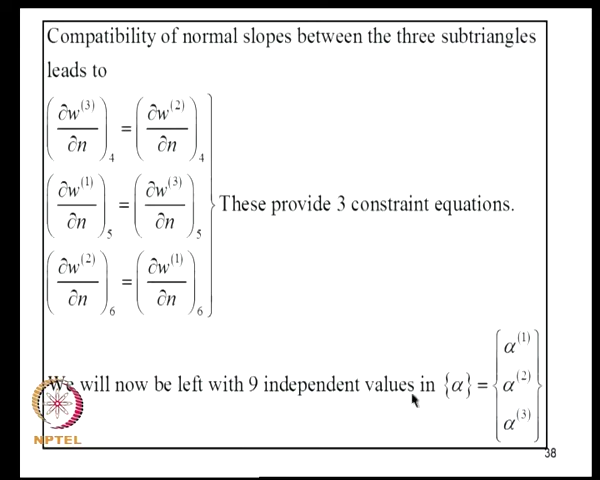 Compatibility of normal slopes between the three subtriangles
leads to
(∂w⁽³⁾/∂n)₄ = (∂w⁽²⁾/∂n)₄
(∂w⁽¹⁾/∂n)₅ = (∂w⁽³⁾/∂n)₅ } These provide 3 constraint equations.
(∂w⁽²⁾/∂n)₆ = (∂w⁽¹⁾/∂n)₆
We will now be left with 9 independent values in {α} = {α⁽¹⁾ α⁽²⁾ α⁽³⁾}
NPTEL
38